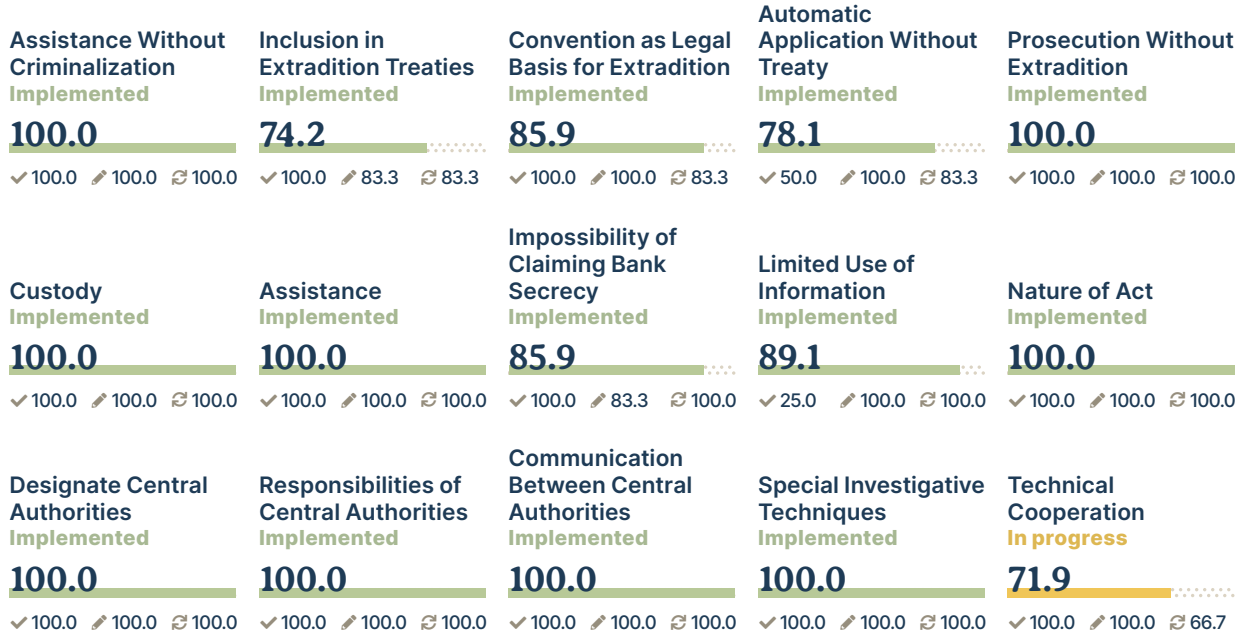 Assistance Without
Criminalization
Implemented
100.0
100.0 100.0 100.0
Inclusion in
Extradition Treaties
Implemented
74.2
100.0 83.3 83.3
Convention as Legal
Basis for Extradition
Implemented
85.9
100.0 100.0 83.3
Automatic
Application Without
Treaty
Implemented
78.1
50.0 100.0 83.3
Prosecution Without
Extradition
Implemented
100.0
100.0 100.0 100.0
Custody
Implemented
100.0
100.0 100.0 100.0
Assistance
Implemented
100.0
100.0 100.0 100.0
Impossibility of
Claiming Bank
Secrecy
Implemented
85.9
100.0 83.3 100.0
Limited Use of
Information
Implemented
89.1
25.0 100.0 100.0
Nature of Act
Implemented
100.0
100.0 100.0 100.0
Designate Central
Authorities
Implemented
100.0
100.0 100.0 100.0
Responsibilities of
Central Authorities
Implemented
100.0
100.0 100.0 100.0
Communication
Between Central
Authorities
Implemented
100.0
100.0 100.0 100.0
Special Investigative
Techniques
Implemented
100.0
100.0 100.0 100.0
Technical
Cooperation
In progress
71.9
100.0 100.0 66.7